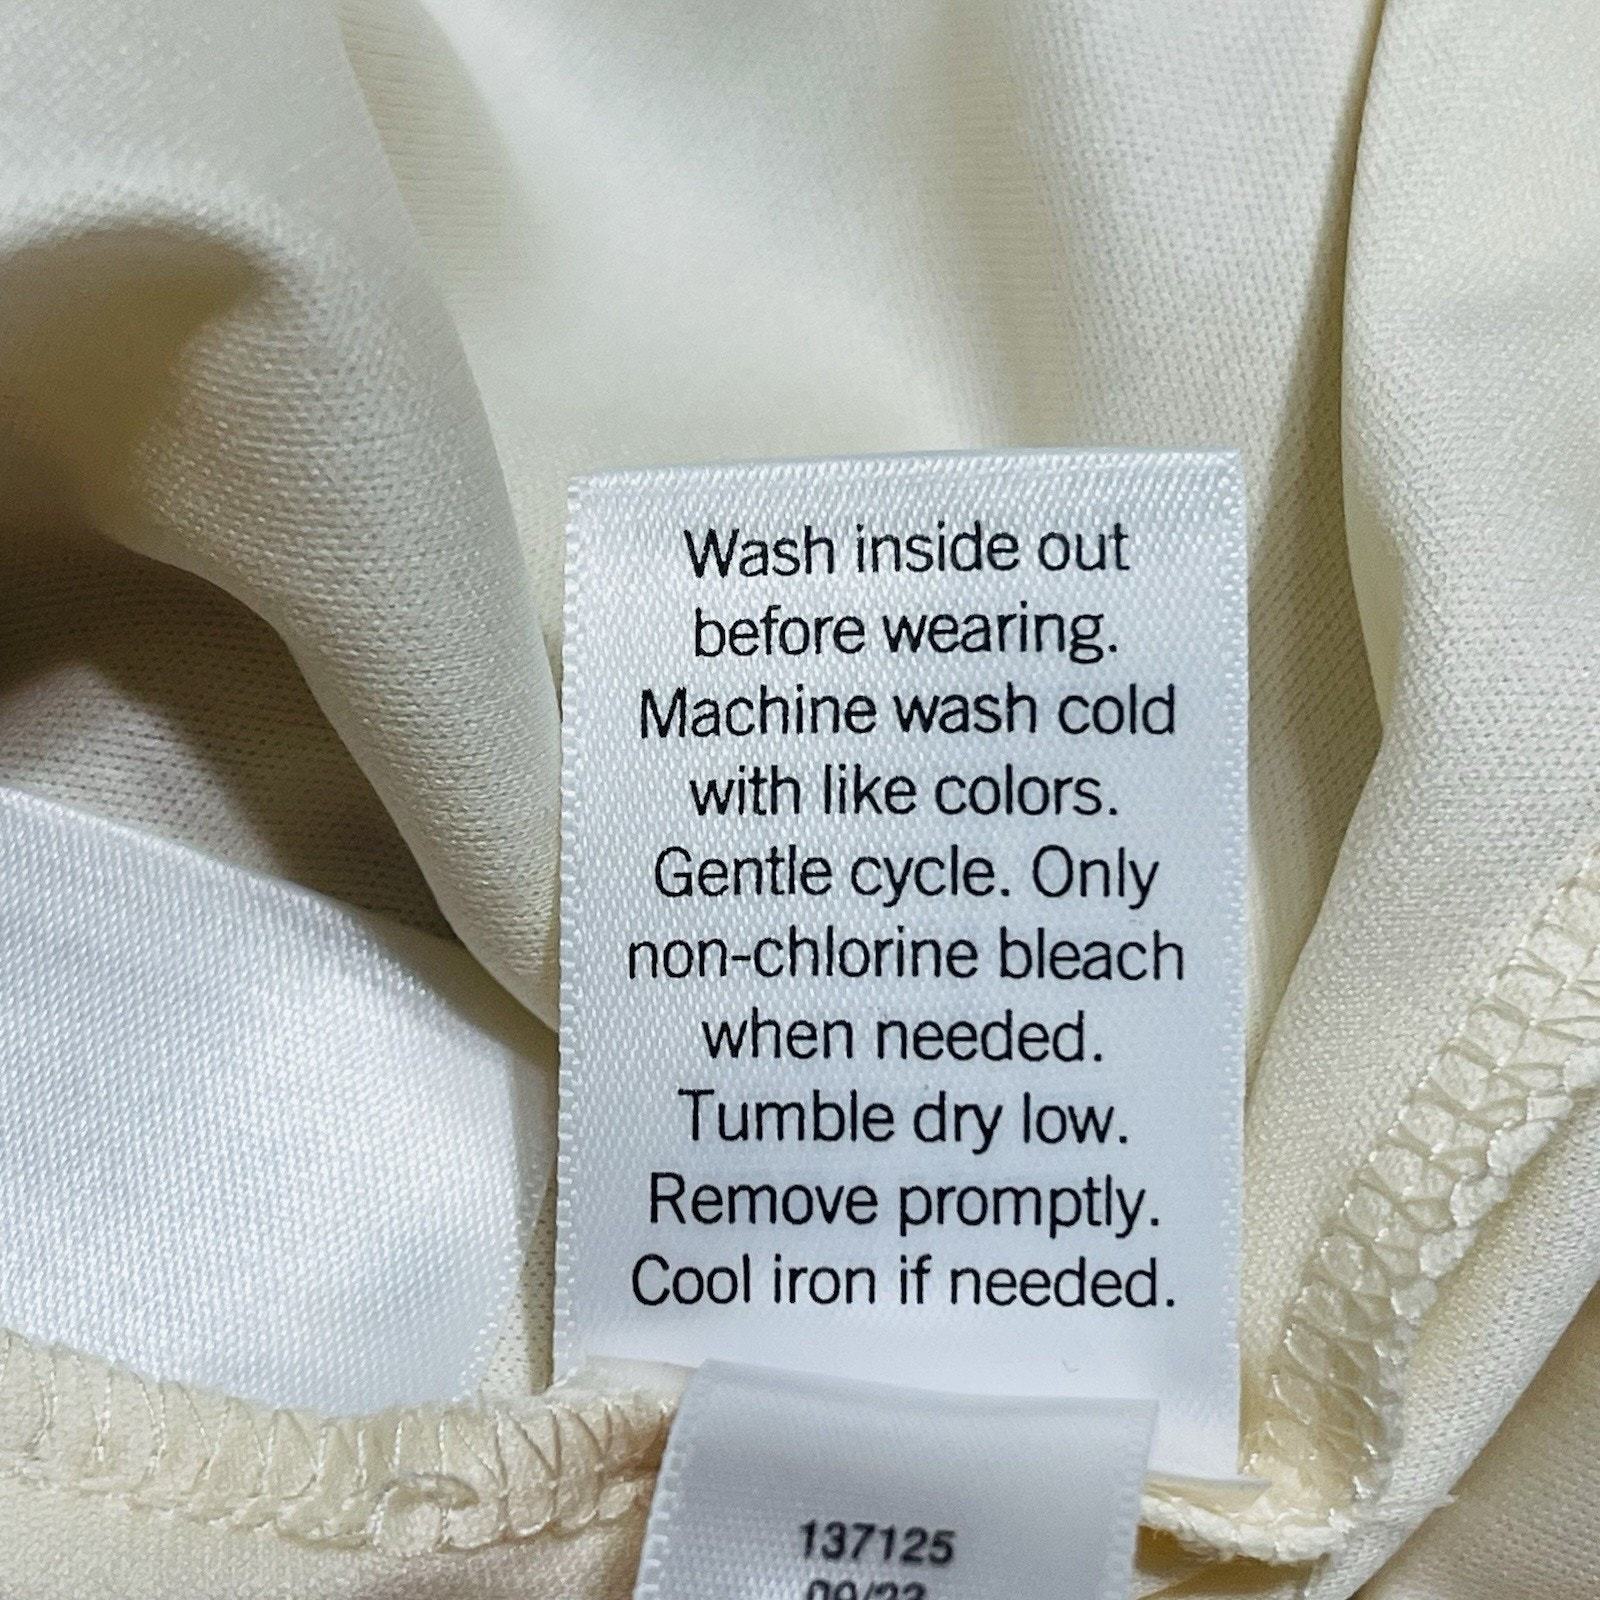 Wash inside out
before wearing.
Machine wash cold
with like colors.
Gentle cycle. Only
non-chlorine bleach
when needed.
Tumble dry low.
Remove promptly.
Cool iron if needed.
137125